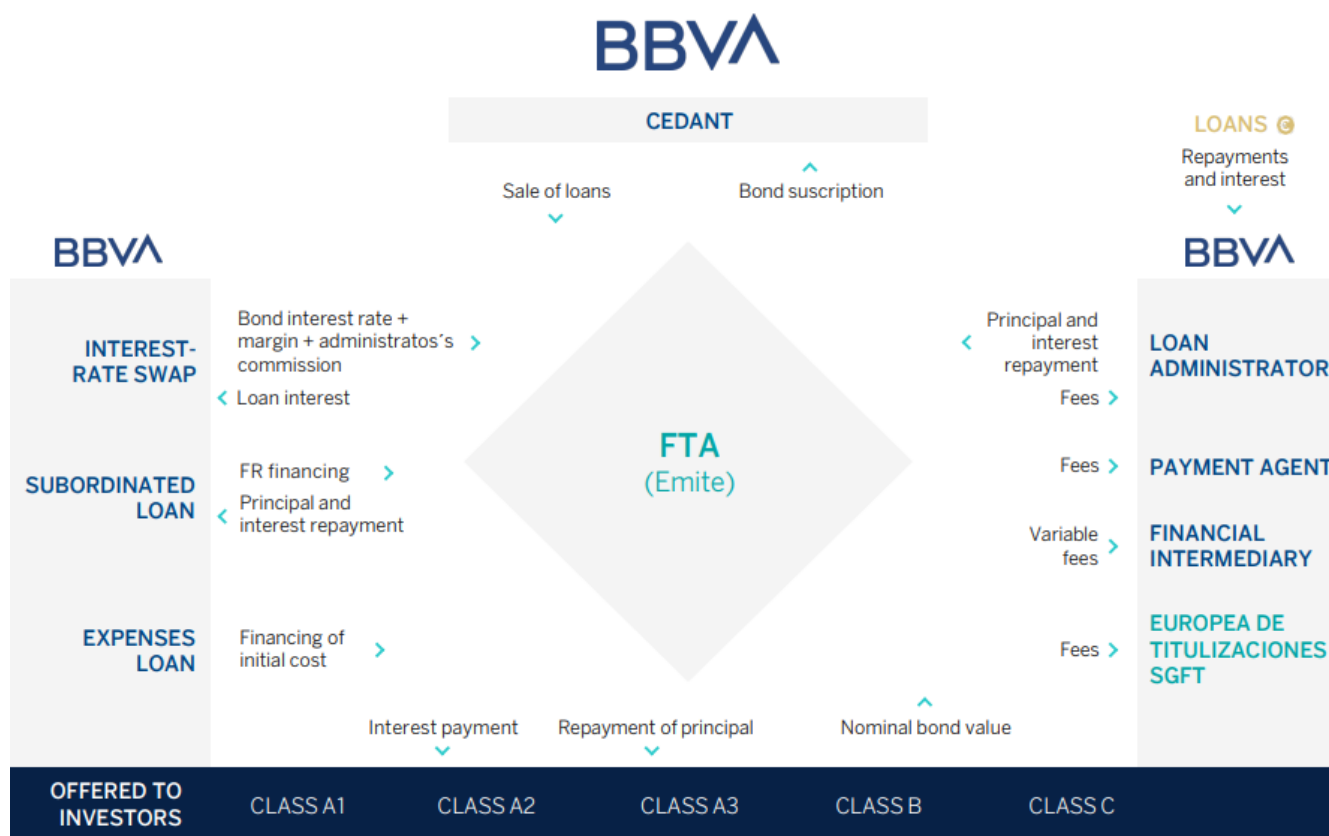 BBVA
CEDANT
LOANS
Repayments
and interest
Sale of loans
Bond suscription
BBVA
BBVA
INTEREST-
RATE SWAP
Bond interest rate +
margin + administratos´s
commission
Loan interest
Principal and
interest
repayment
Fees
LOAN
ADMINISTRATOR
FTA
(Emite)
SUBORDINATED
LOAN
FR financing
Principal and
interest repayment
Fees
PAYMENT AGENT
Variable
fees
FINANCIAL
INTERMEDIARY
EXPENSES
LOAN
Financing of
initial cost
Fees
EUROPEA DE
TITULIZACIONES
SGFT
Interest payment
Repayment of principal
Nominal bond value
OFFERED TO
INVESTORS
CLASS A1
CLASS A2
CLASS A3
CLASS B
CLASS C